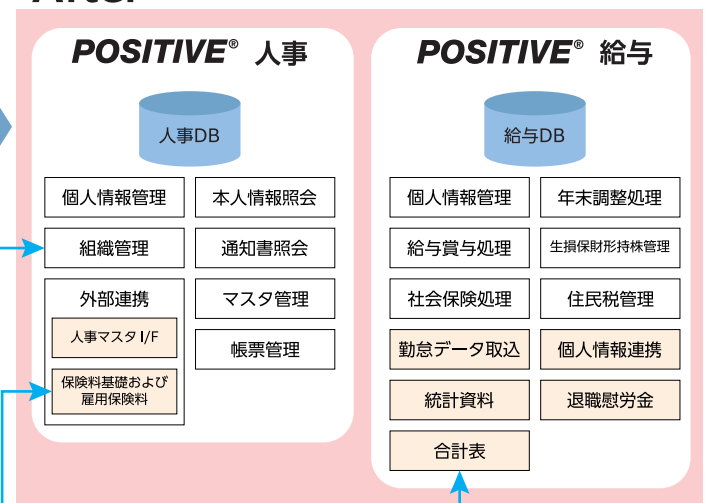 After
POSITIVE® 人事
人事DB
個人情報管理
本人情報照会
組織管理
通知書照会
外部連携
人事マスタ I/F
保険料基礎および
雇用保険料
マスタ管理
帳票管理
POSITIVE® 給与
給与DB
個人情報管理
年末調整処理
給与賞与処理
生損保財形持株管理
社会保険処理
住民税管理
勤怠データ取込
個人情報連携
統計資料
退職慰労金
合計表